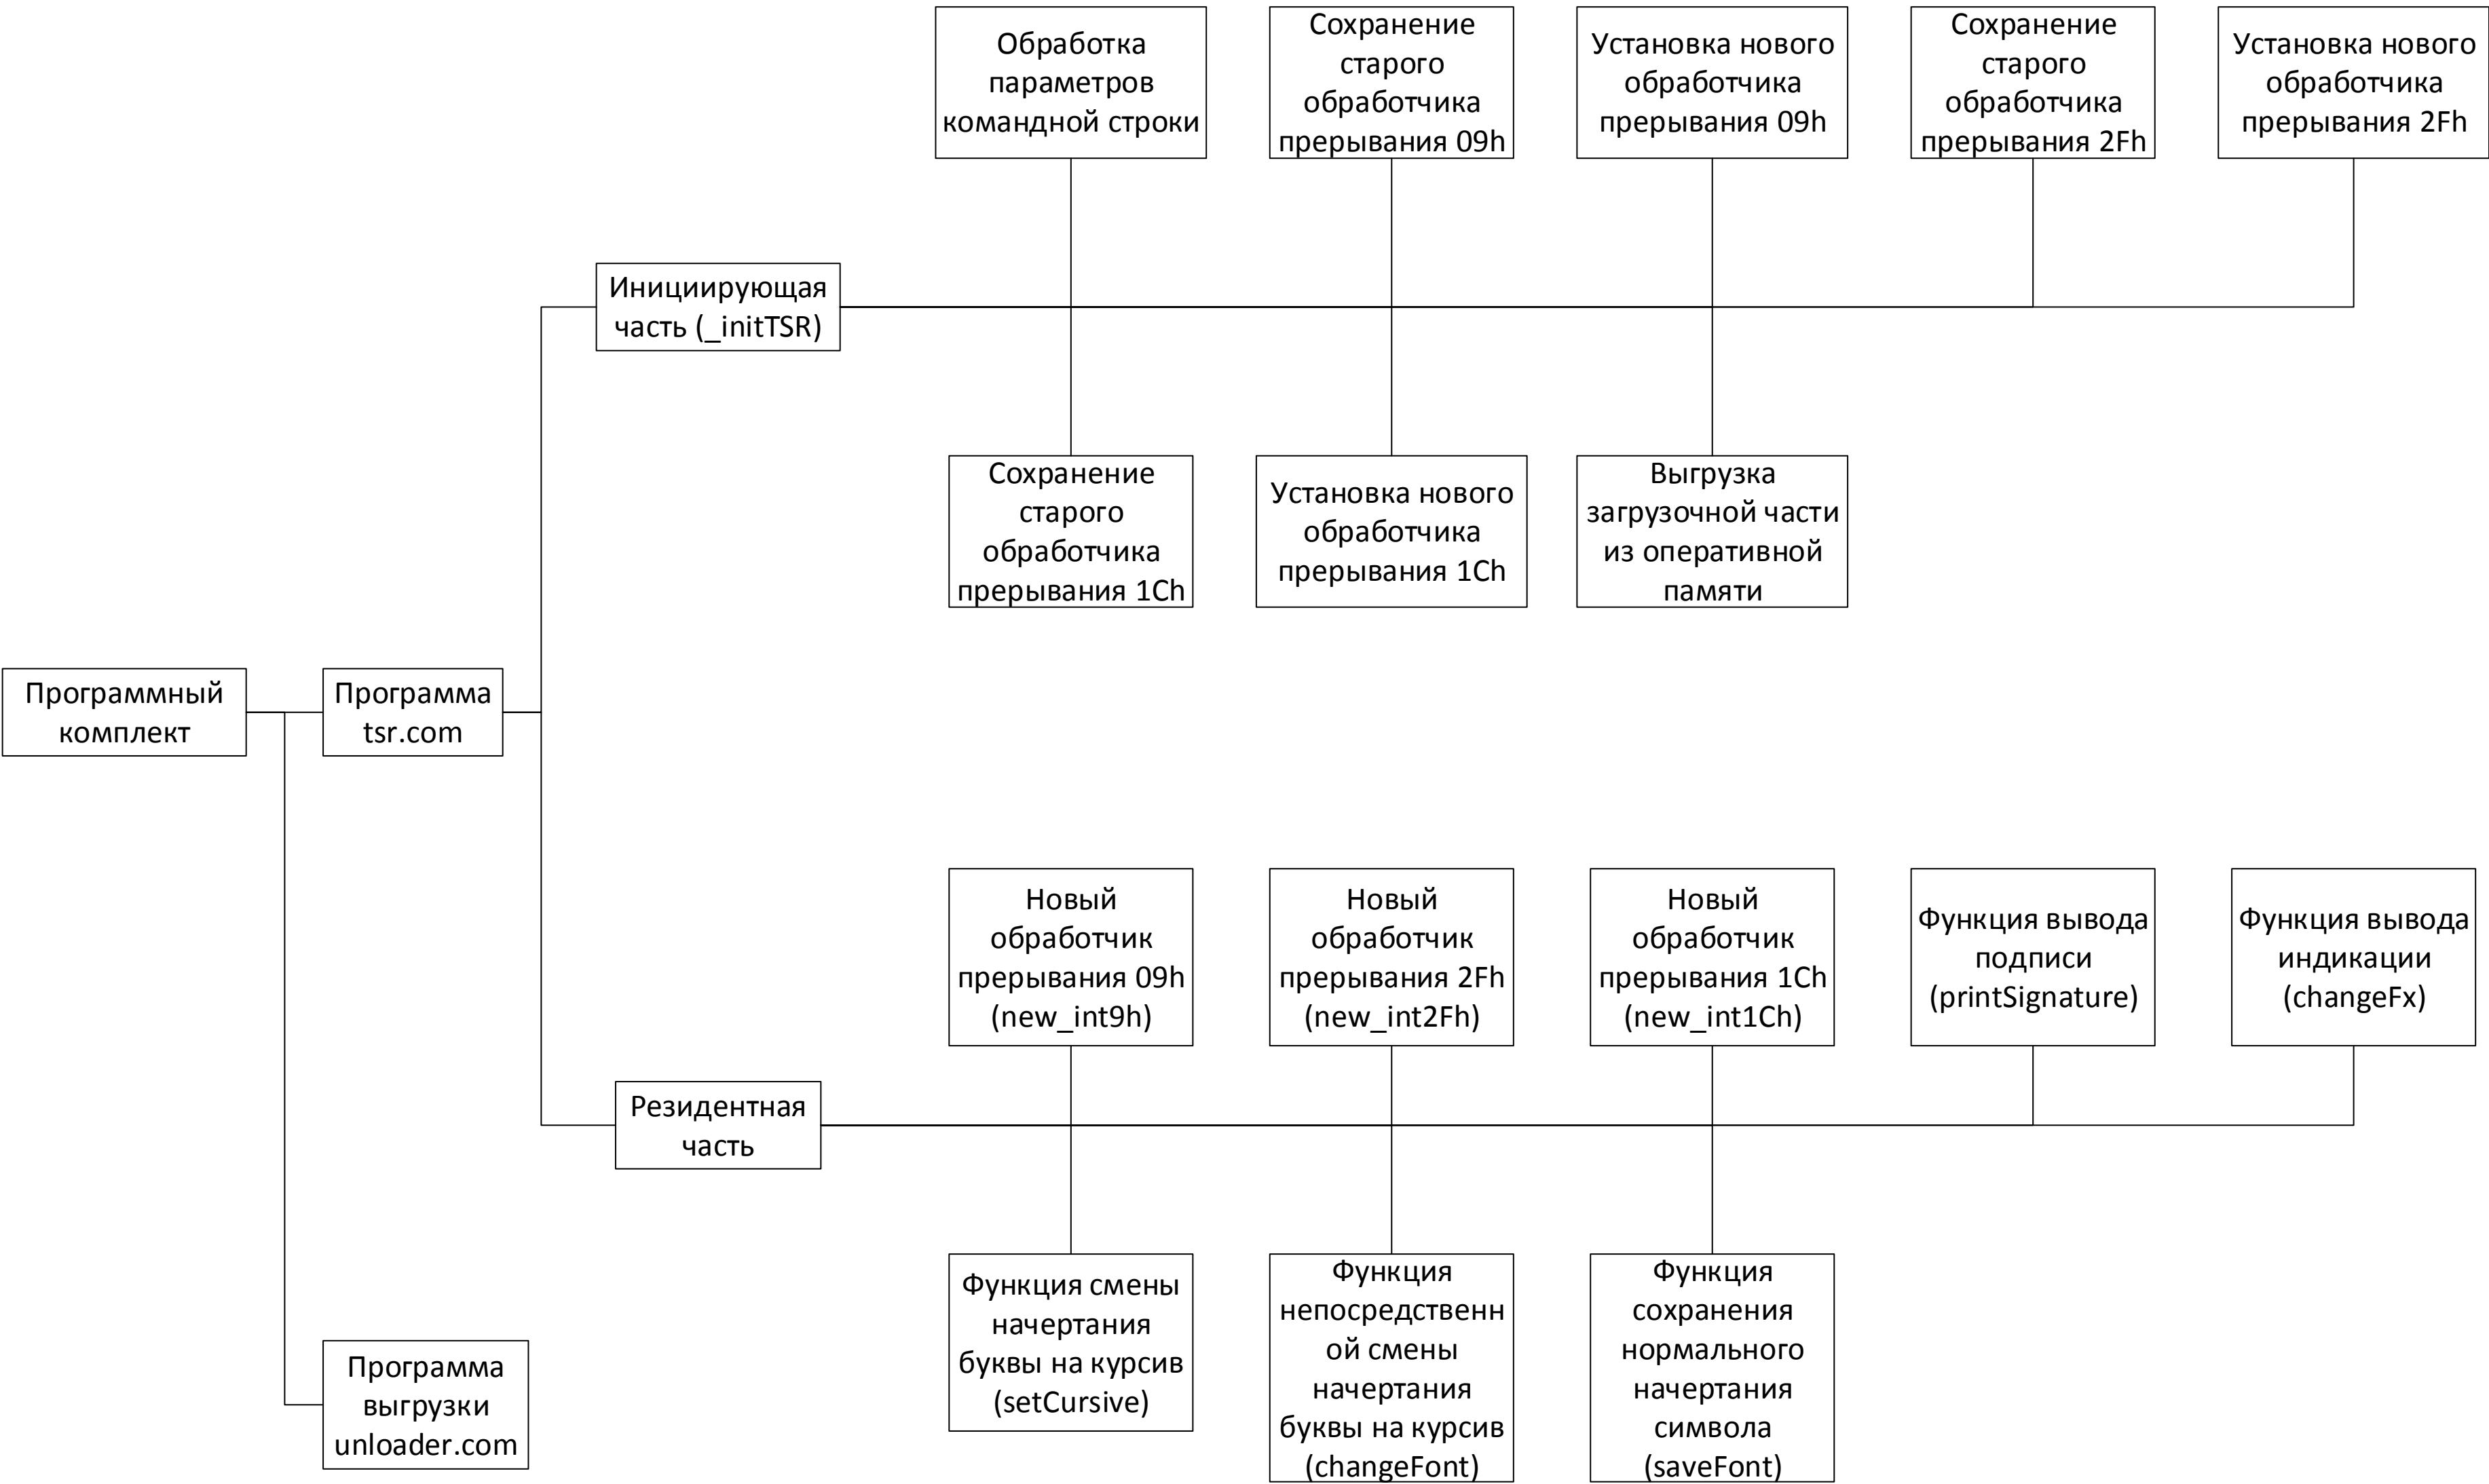 Обработка
параметров
командной строки
Сохранение
старого
обработчика
прерывания 09h
Установка нового
обработчика
прерывания 09h
Сохранение
старого
обработчика
прерывания 2Fh
Установка нового
обработчика
прерывания 2Fh
Инициирующая
часть (_initTSR)
Сохранение
старого
обработчика
прерывания 1Ch
Установка нового
обработчика
прерывания 1Ch
Выгрузка
загрузочной части
из оперативной
памяти
Программный
комплект
Программа
tsr.com
Новый
обработчик
прерывания 09h
(new_int9h)
Новый
обработчик
прерывания 2Fh
(new_int2Fh)
Новый
обработчик
прерывания 1Ch
(new_int1Ch)
Функция вывода
подписи
(printSignature)
Функция вывода
индикации
(changeFx)
Резидентная
часть
Функция смены
начертания
буквы на курсив
(setCursive)
Функция
непосредственн
ой смены
начертания
буквы на курсив
(changeFont)
Функция
сохранения
нормального
начертания
символа
(saveFont)
Программа
выгрузки
unloader.com